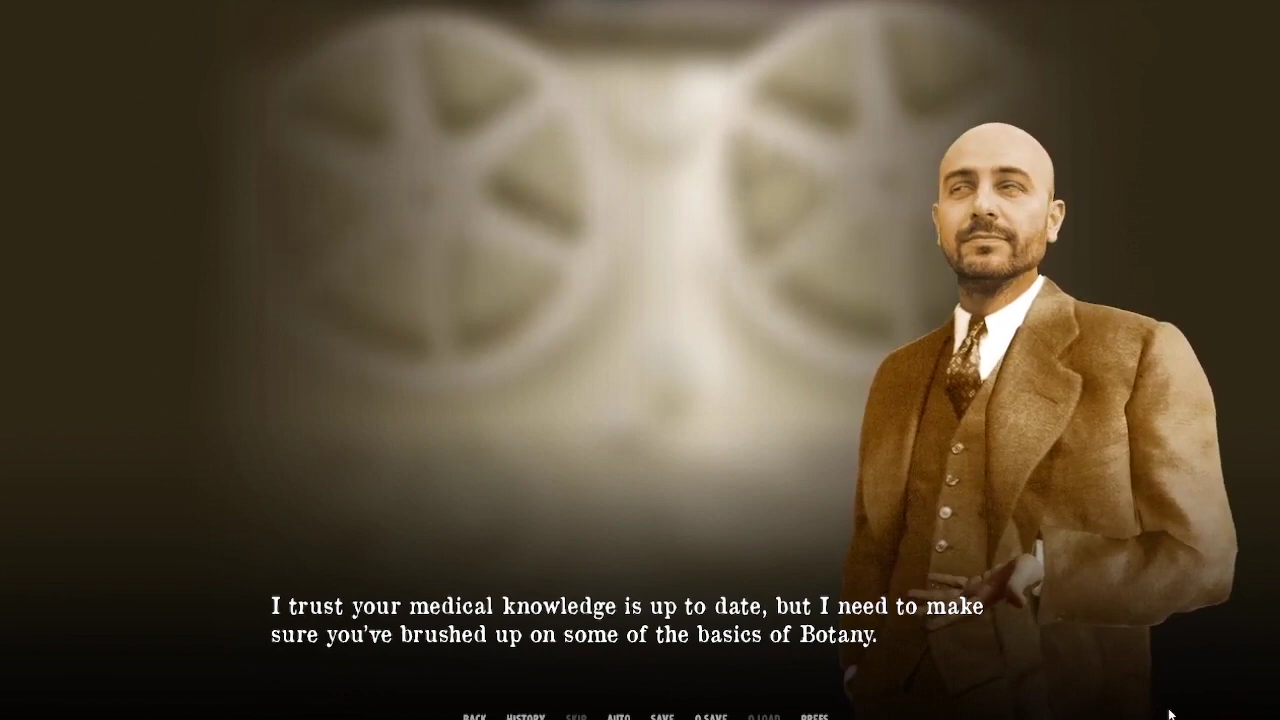 I trust your medical knowledge is up to date, but I need to make
sure you've brushed up on some of the basics of Botany.
BACK HISTORY SKIP AUTO SAVE Q.SAVE Q.LOAD PREFS